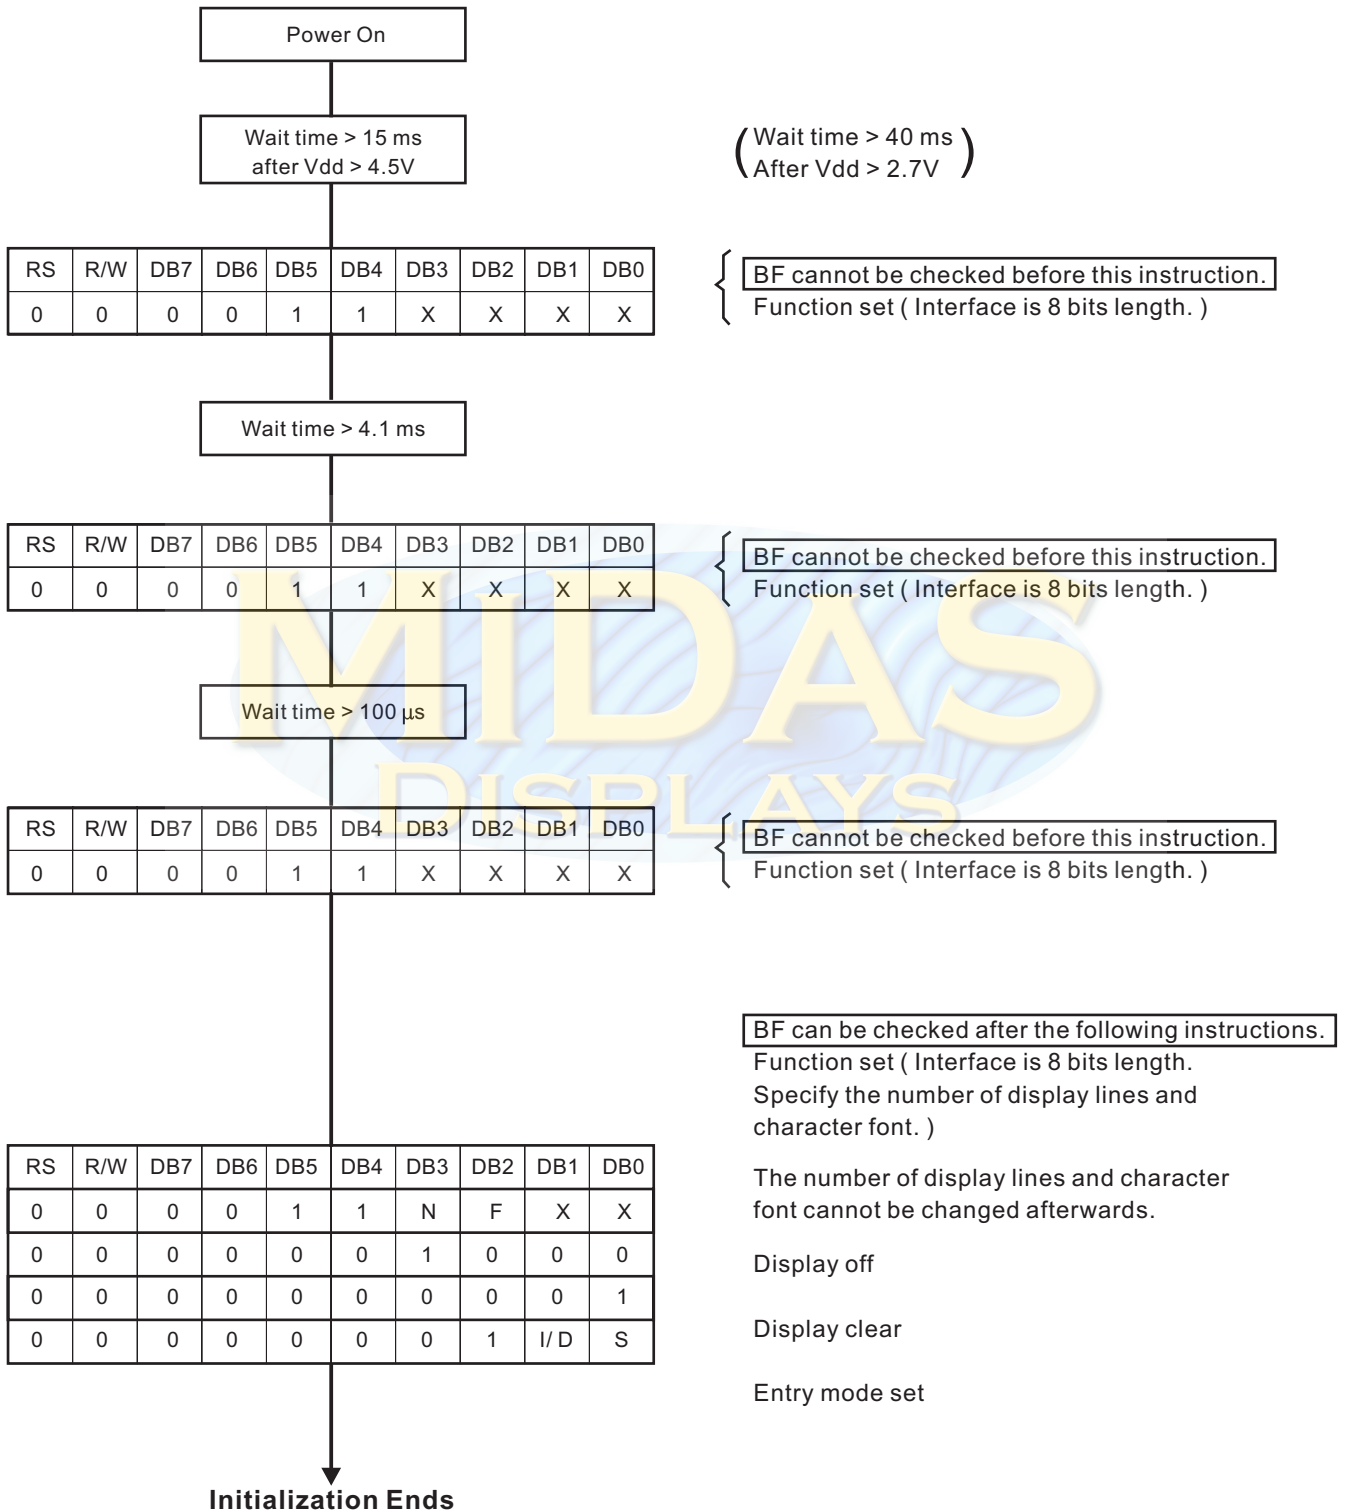 Power On
Wait time > 15 ms
after Vdd > 4.5V
( Wait time > 40 ms )
After Vdd > 2.7V
RS R/W DB7 DB6 DB5 DB4 DB3 DB2 DB1 DB0
0 0 0 0 1 1 X X X X
BF cannot be checked before this instruction.
Function set ( Interface is 8 bits length. )
Wait time > 4.1 ms
RS R/W DB7 DB6 DB5 DB4 DB3 DB2 DB1 DB0
0 0 0 0 1 1 X X X X
BF cannot be checked before this instruction.
Function set ( Interface is 8 bits length. )
MIDAS
DISPLAYS
Wait time > 100 µs
RS R/W DB7 DB6 DB5 DB4 DB3 DB2 DB1 DB0
0 0 0 0 1 1 X X X X
BF cannot be checked before this instruction.
Function set ( Interface is 8 bits length. )
BF can be checked after the following instructions.
Function set ( Interface is 8 bits length.
Specify the number of display lines and
character font. )
RS R/W DB7 DB6 DB5 DB4 DB3 DB2 DB1 DB0
0 0 0 0 1 1 N F X X
0 0 0 0 0 0 1 0 0 0
0 0 0 0 0 0 0 0 0 1
0 0 0 0 0 0 0 1 I/ D S
The number of display lines and character
font cannot be changed afterwards.
Display off
Display clear
Entry mode set
Initialization Ends